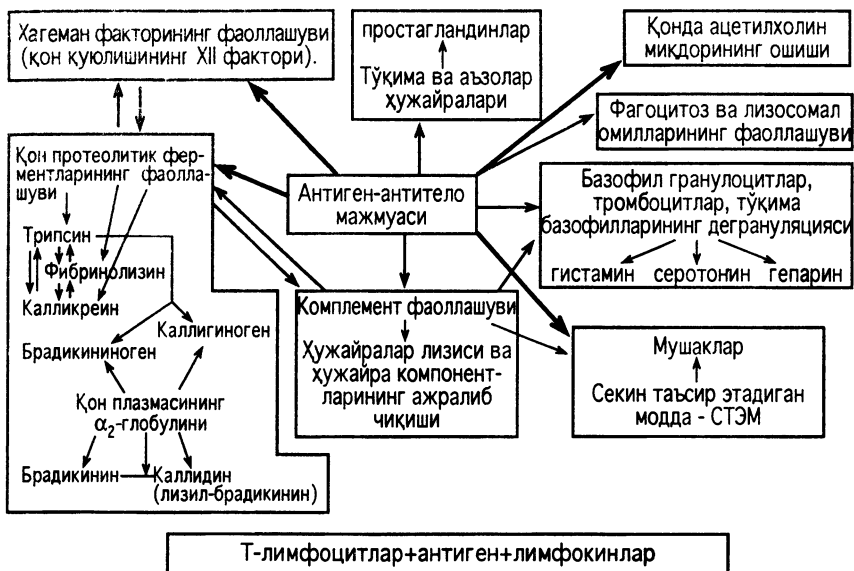 Хагеман факторининг фаоллашуви
(қон қуюлишининг XII фактори).
простагландинлар
Тўқима ва аъзолар
ҳужайралари
Қонда ацетилхолин
миқдорининг ошиши
Фагоцитоз ва лизосомал
омилларининг фаоллашуви
Қон протеолитик фер-
ментларининг фаолла-
шуви
Трипсин
Фибринолизин
Калликреин
Каллигиноген
Брадикининоген
Қон плазмасининг
α₂-глобулини
Брадикинин
Каллидин
(лизил-брадикинин)
Антиген-антитело
мажмуаси
Базофил гранулоцитлар,
тромбоцитлар, тўқима
базофилларининг дегрануляцияси
гистамин серотонин гепарин
Комплемент фаоллашуви
Ҳужайралар лизиси ва
ҳужайра компонент-
ларининг ажралиб
чиқиши
Мушаклар
Секин таъсир этадиган
модда - СТЭМ
Т-лимфоцитлар+антиген+лимфокинлар